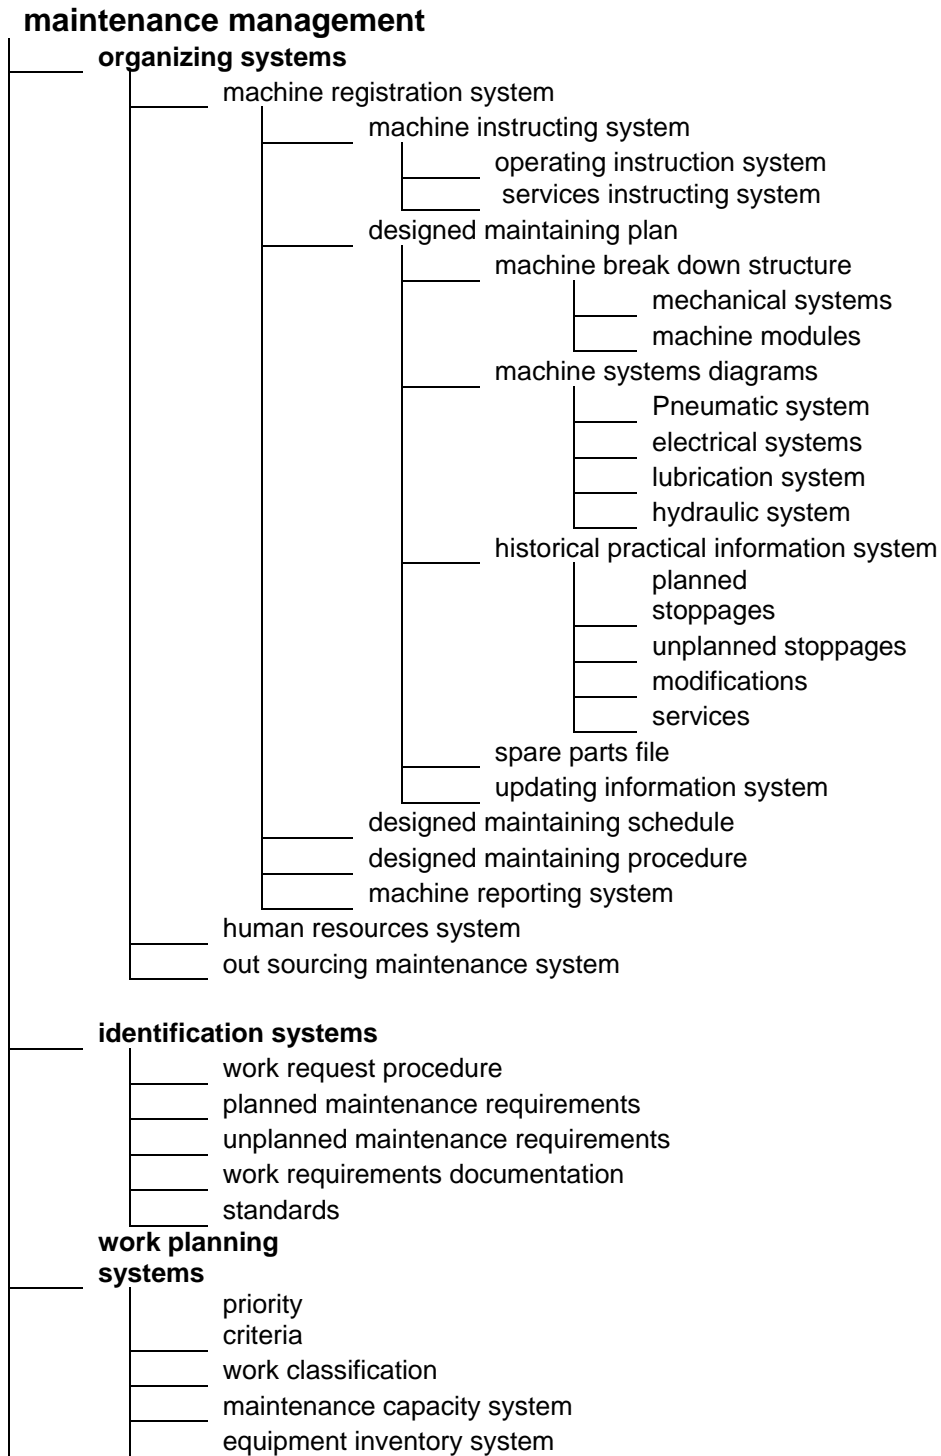 maintenance management
organizing systems
machine registration system
machine instructing system
operating instruction system
services instructing system
designed maintaining plan
machine break down structure
mechanical systems
machine modules
machine systems diagrams
Pneumatic system
electrical systems
lubrication system
hydraulic system
historical practical information system
planned
stoppages
unplanned stoppages
modifications
services
spare parts file
updating information system
designed maintaining schedule
designed maintaining procedure
machine reporting system
human resources system
out sourcing maintenance system
identification systems
work request procedure
planned maintenance requirements
unplanned maintenance requirements
work requirements documentation
standards
work planning
systems
priority
criteria
work classification
maintenance capacity system
equipment inventory system